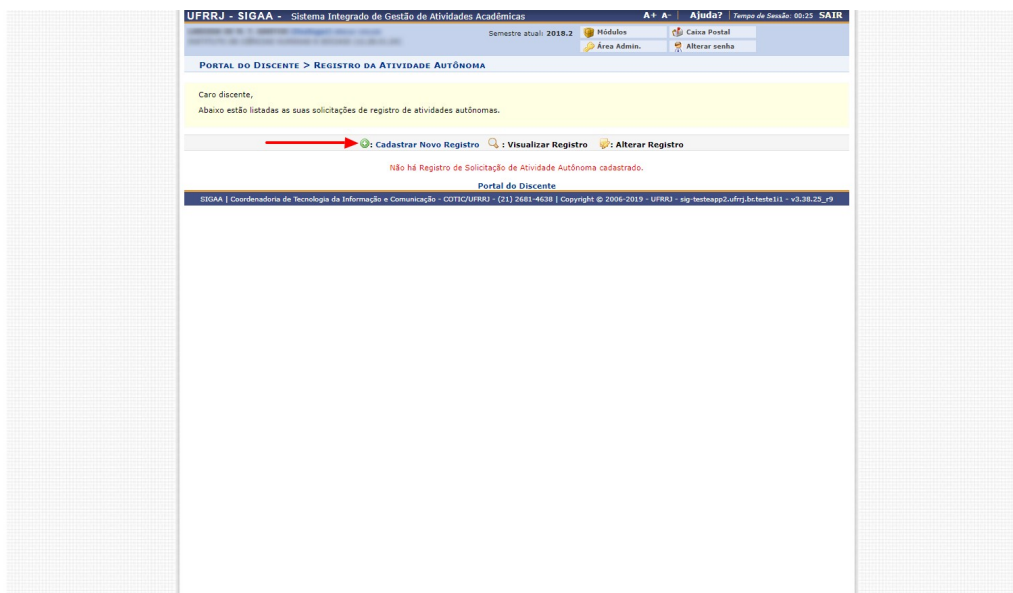 UFRRJ - SIGAA - Sistema Integrado de Gestão de Atividades Acadêmicas A+ A- Ajuda? Tempo de Sessão: 00:25 SAIR
Semestre atual: 2018.2 Módulos Caixa Postal
Área Admin. Alterar senha
PORTAL DO DISCENTE > REGISTRO DA ATIVIDADE AUTÔNOMA
Caro discente,
Abaixo estão listadas as suas solicitações de registro de atividades autônomas.
: Cadastrar Novo Registro : Visualizar Registro : Alterar Registro
Não há Registro de Solicitação de Atividade Autônoma cadastrado.
Portal do Discente
SIGAA | Coordenadoria de Tecnologia da Informação e Comunicação - COTIC/UFRRJ - (21) 2681-4638 | Copyright © 2006-2019 - UFRRJ - sig-testeapp2.ufrrj.br.teste1i1 - v3.38.25_r9